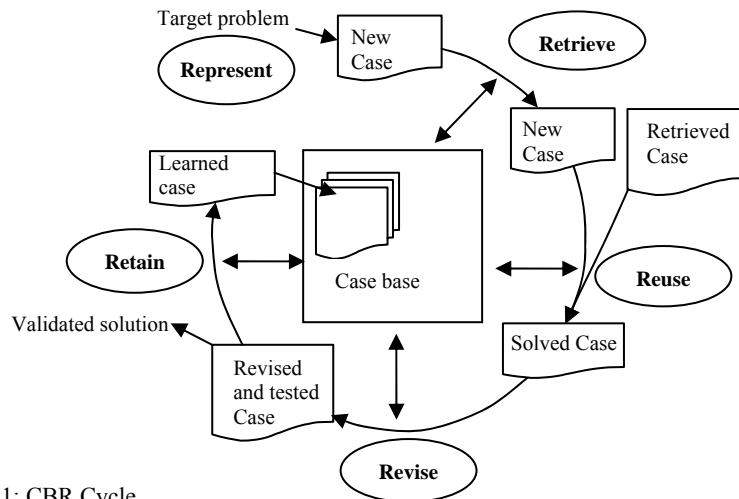 Target problem
New
Case
Retrieve
Represent
New
Case
Retrieved
Case
Learned
case
Case base
Retain
Reuse
Validated solution
Solved Case
Revised
and tested
Case
Revise
1: CBR Cycle